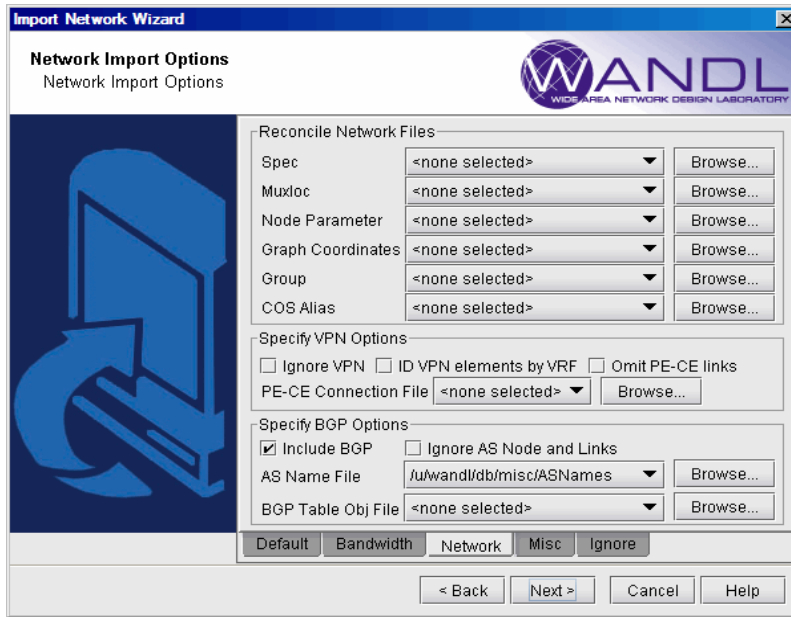 Import Network Wizard
Network Import Options
Network Import Options
WANDL
WIDE AREA NETWORK DESIGN LABORATORY
Reconcile Network Files
Spec <none selected> Browse...
Muxloc <none selected> Browse...
Node Parameter <none selected> Browse...
Graph Coordinates <none selected> Browse...
Group <none selected> Browse...
COS Alias <none selected> Browse...
Specify VPN Options
Ignore VPN ID VPN elements by VRF Omit PE-CE links
PE-CE Connection File <none selected> Browse...
Specify BGP Options
Include BGP Ignore AS Node and Links
AS Name File /u/wandl/db/misc/ASNames Browse...
BGP Table Obj File <none selected> Browse...
Default Bandwidth Network Misc Ignore
< Back Next > Cancel Help